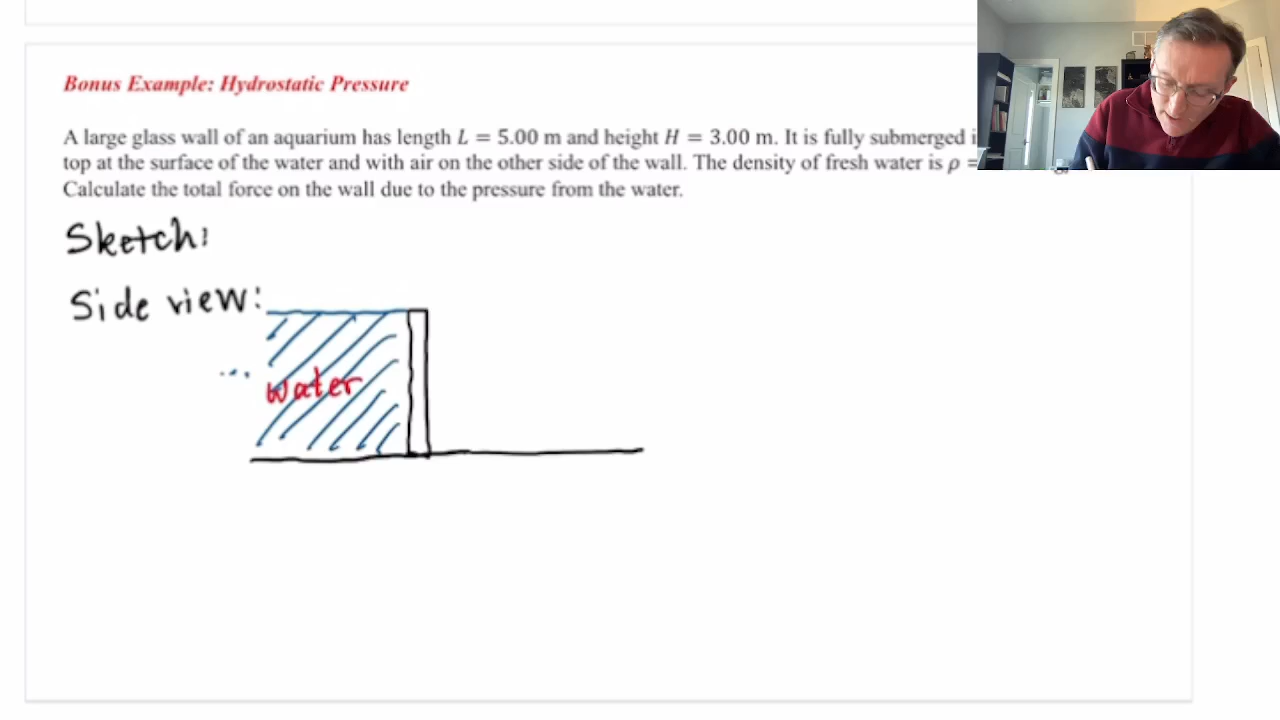 Bonus Example: Hydrostatic Pressure
A large glass wall of an aquarium has length L = 5.00 m and height H = 3.00 m. It is fully submerged
top at the surface of the water and with air on the other side of the wall. The density of fresh water is ρ =
Calculate the total force on the wall due to the pressure from the water.
Sketch:
Side view:
... water